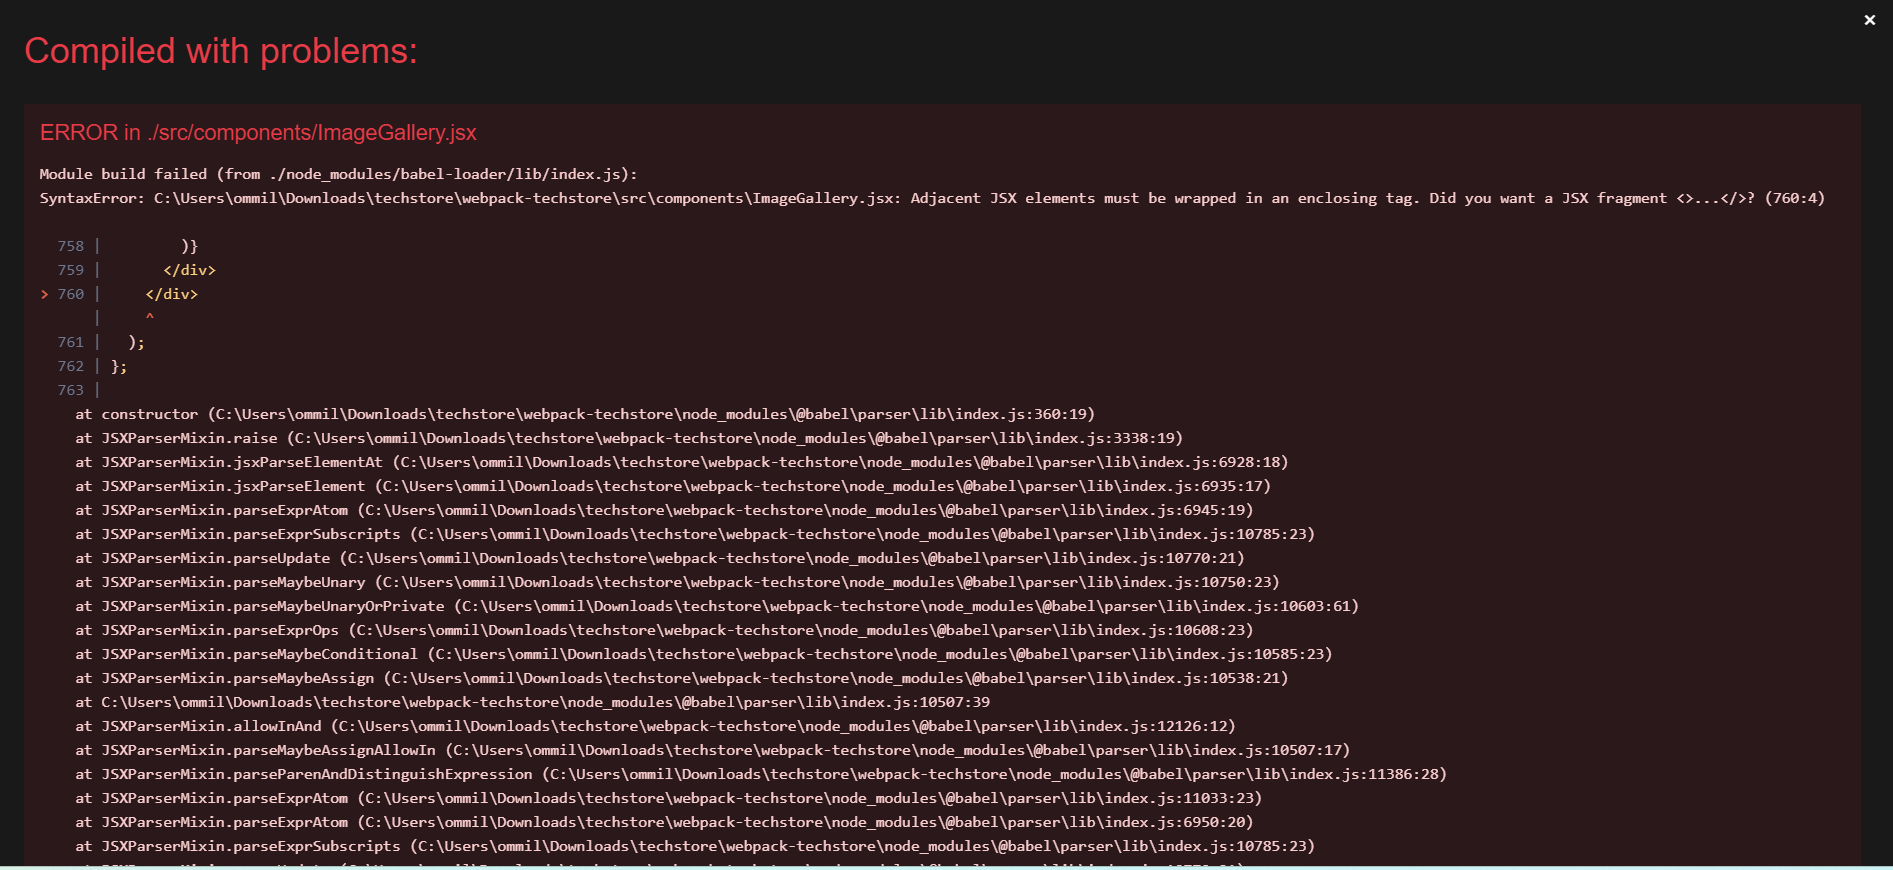 ×
Compiled with problems:
ERROR in ./src/components/ImageGallery.jsx
Module build failed (from ./node_modules/babel-loader/lib/index.js):
SyntaxError: C:\Users\ommil\Downloads\techstore\webpack-techstore\src\components\ImageGallery.jsx: Adjacent JSX elements must be wrapped in an enclosing tag. Did you want a JSX fragment <>...</>? (760:4)
758 |         )}
759 |       </div>
> 760 |     </div>
|     ^
761 |   );
762 | };
763 |
at constructor (C:\Users\ommil\Downloads\techstore\webpack-techstore\node_modules\@babel\parser\lib\index.js:360:19)
at JSXParserMixin.raise (C:\Users\ommil\Downloads\techstore\webpack-techstore\node_modules\@babel\parser\lib\index.js:3338:19)
at JSXParserMixin.jsxParseElementAt (C:\Users\ommil\Downloads\techstore\webpack-techstore\node_modules\@babel\parser\lib\index.js:6928:18)
at JSXParserMixin.jsxParseElement (C:\Users\ommil\Downloads\techstore\webpack-techstore\node_modules\@babel\parser\lib\index.js:6935:17)
at JSXParserMixin.parseExprAtom (C:\Users\ommil\Downloads\techstore\webpack-techstore\node_modules\@babel\parser\lib\index.js:6945:19)
at JSXParserMixin.parseExprSubscripts (C:\Users\ommil\Downloads\techstore\webpack-techstore\node_modules\@babel\parser\lib\index.js:10785:23)
at JSXParserMixin.parseUpdate (C:\Users\ommil\Downloads\techstore\webpack-techstore\node_modules\@babel\parser\lib\index.js:10770:21)
at JSXParserMixin.parseMaybeUnary (C:\Users\ommil\Downloads\techstore\webpack-techstore\node_modules\@babel\parser\lib\index.js:10750:23)
at JSXParserMixin.parseMaybeUnaryOrPrivate (C:\Users\ommil\Downloads\techstore\webpack-techstore\node_modules\@babel\parser\lib\index.js:10603:61)
at JSXParserMixin.parseExprOps (C:\Users\ommil\Downloads\techstore\webpack-techstore\node_modules\@babel\parser\lib\index.js:10608:23)
at JSXParserMixin.parseMaybeConditional (C:\Users\ommil\Downloads\techstore\webpack-techstore\node_modules\@babel\parser\lib\index.js:10585:23)
at JSXParserMixin.parseMaybeAssign (C:\Users\ommil\Downloads\techstore\webpack-techstore\node_modules\@babel\parser\lib\index.js:10538:21)
at C:\Users\ommil\Downloads\techstore\webpack-techstore\node_modules\@babel\parser\lib\index.js:10507:39
at JSXParserMixin.allowInAnd (C:\Users\ommil\Downloads\techstore\webpack-techstore\node_modules\@babel\parser\lib\index.js:12126:12)
at JSXParserMixin.parseMaybeAssignAllowIn (C:\Users\ommil\Downloads\techstore\webpack-techstore\node_modules\@babel\parser\lib\index.js:10507:17)
at JSXParserMixin.parseParenAndDistinguishExpression (C:\Users\ommil\Downloads\techstore\webpack-techstore\node_modules\@babel\parser\lib\index.js:11386:28)
at JSXParserMixin.parseExprAtom (C:\Users\ommil\Downloads\techstore\webpack-techstore\node_modules\@babel\parser\lib\index.js:11033:23)
at JSXParserMixin.parseExprAtom (C:\Users\ommil\Downloads\techstore\webpack-techstore\node_modules\@babel\parser\lib\index.js:6950:20)
at JSXParserMixin.parseExprSubscripts (C:\Users\ommil\Downloads\techstore\webpack-techstore\node_modules\@babel\parser\lib\index.js:10785:23)